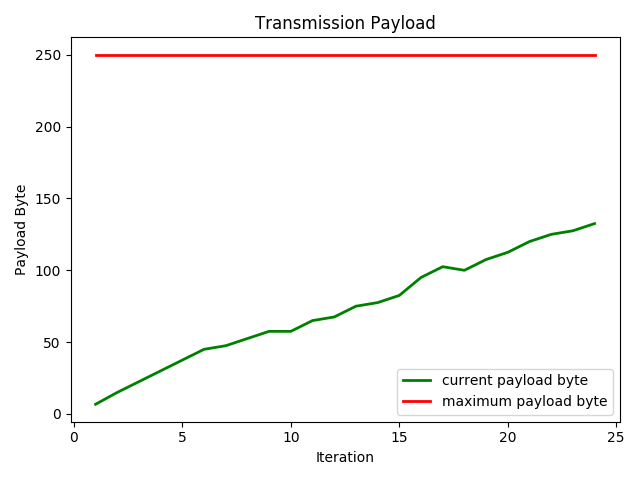 Transmission Payload
250
200
150
100
50
0
Payload Byte
0 5 10 15 20 25
Iteration
current payload byte
maximum payload byte